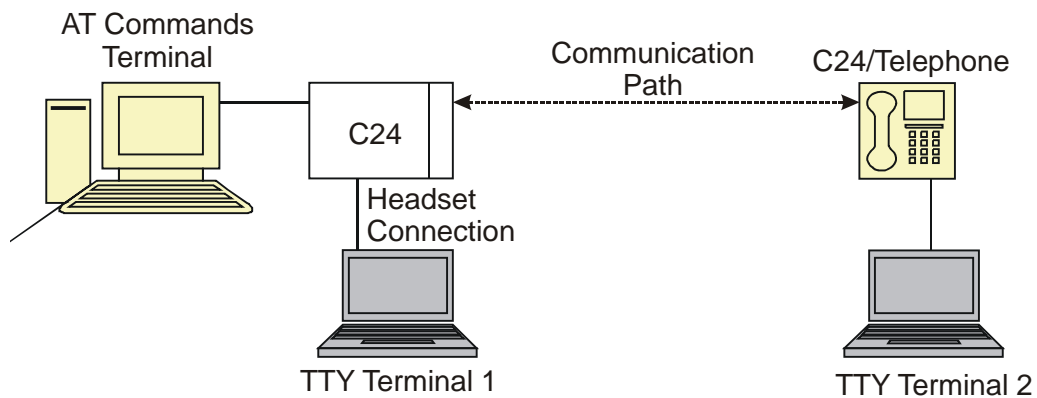 AT Commands
Terminal
Communication
Path
C24/Telephone
C24
Headset
Connection
TTY Terminal 1
TTY Terminal 2